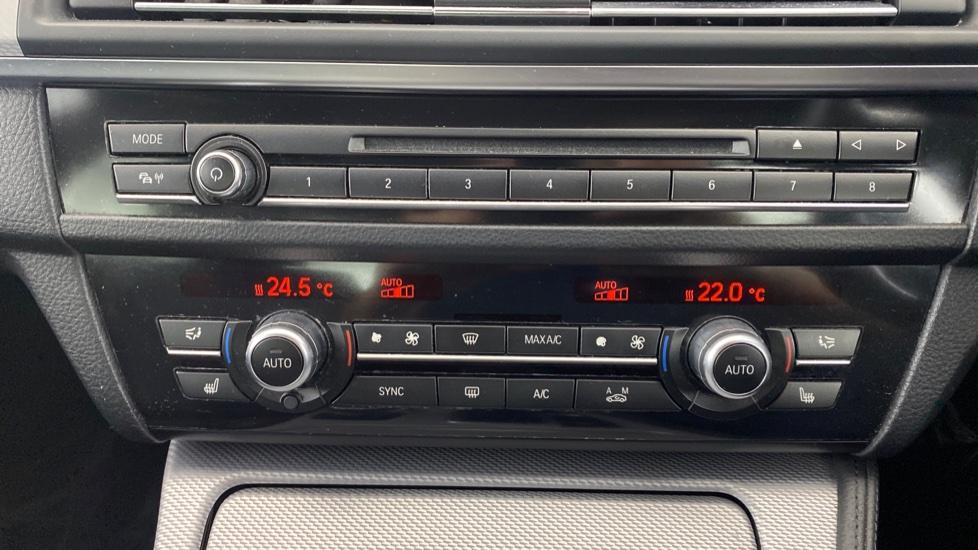 MODE
1 2 3 4 5 6 7 8
24.5 °C AUTO AUTO 22.0 °C
AUTO MAX A/C AUTO
SYNC A/C A M